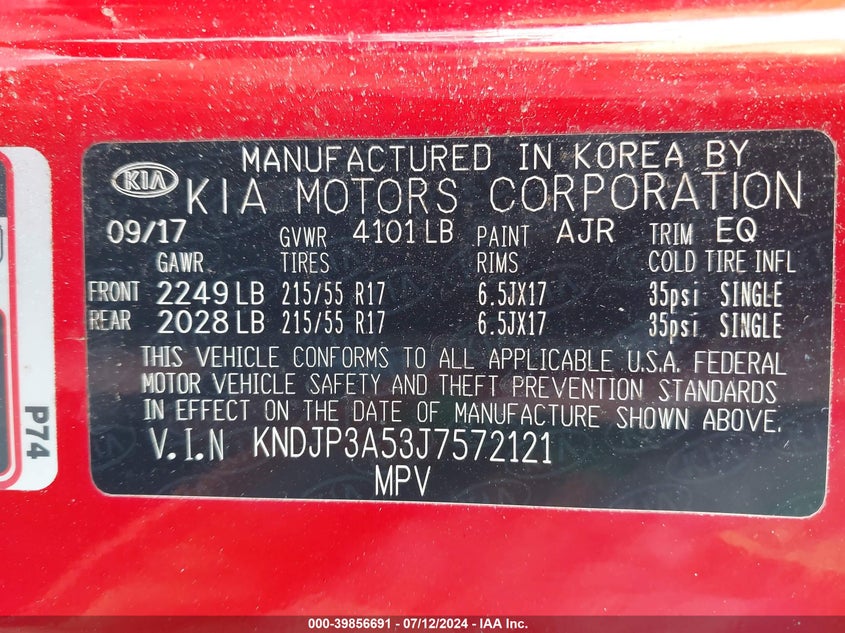 MANUFACTURED IN KOREA BY
KIA KIA MOTORS CORPORATION
09/17 GVWR 4101 LB PAINT AJR TRIM EQ
GAWR TIRES RIMS COLD TIRE INFL
FRONT 2249 LB 215/55 R17 6.5JX17 35psi SINGLE
REAR 2028 LB 215/55 R17 6.5JX17 35psi SINGLE
THIS VEHICLE CONFORMS TO ALL APPLICABLE U.S.A. FEDERAL
MOTOR VEHICLE SAFETY AND THEFT PREVENTION STANDARDS
IN EFFECT ON THE DATE OF MANUFACTURE SHOWN ABOVE.
V.I.N KNDJP3A53J7572121
MPV
P74
000-39856691 - 07/12/2024 - IAA Inc.